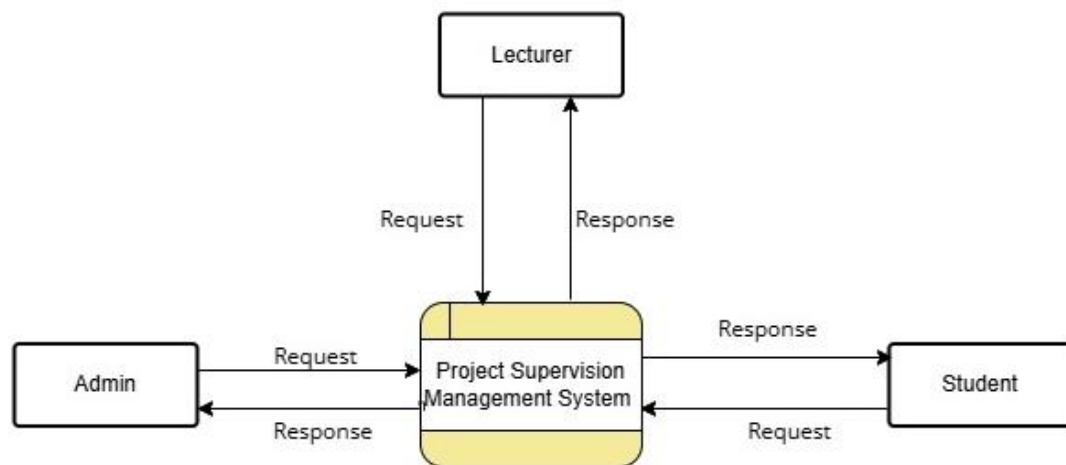 Lecturer
Request
Response
Admin
Request
Response
Project Supervision
Management System
Response
Request
Student